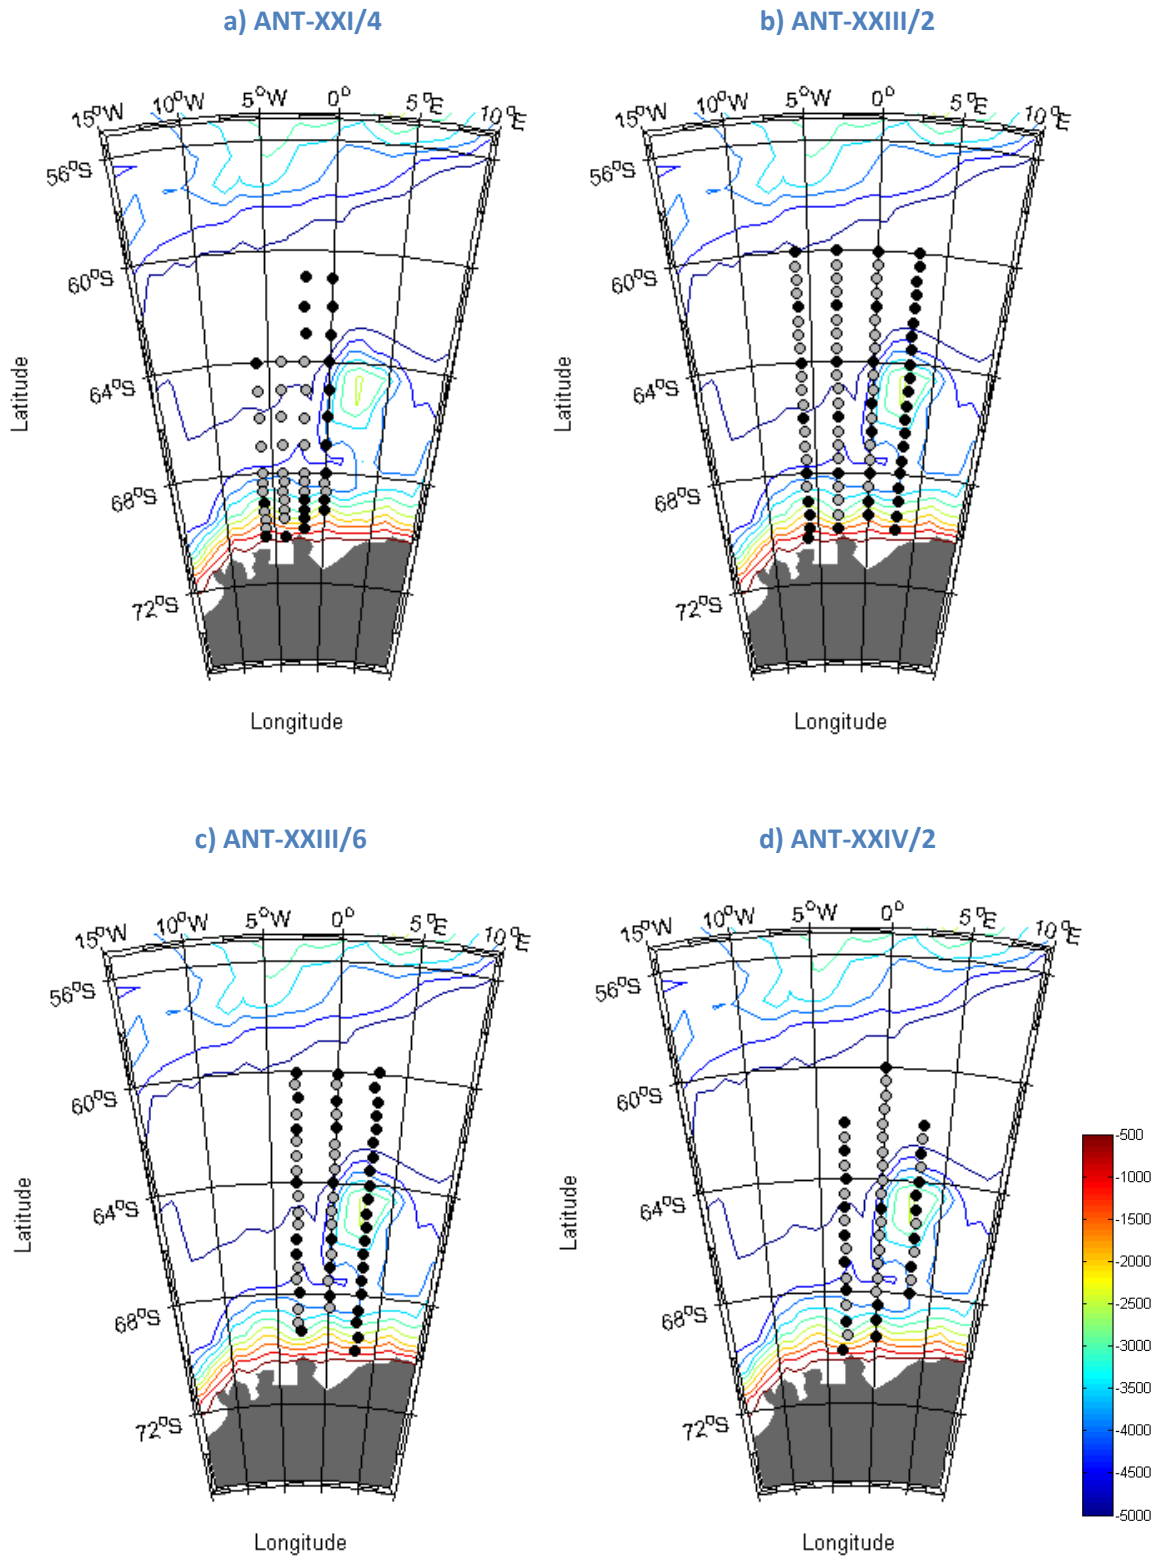 a) ANT-XXI/4
b) ANT-XXIII/2
15°W 10°W 5°W 0° 5°E 10°E
15°W 10°W 5°W 0° 5°E 10°E
56°S
60°S
64°S
68°S
72°S
Latitude
Longitude
56°S
60°S
64°S
68°S
72°S
Latitude
Longitude
c) ANT-XXIII/6
d) ANT-XXIV/2
15°W 10°W 5°W 0° 5°E 10°E
15°W 10°W 5°W 0° 5°E 10°E
56°S
60°S
64°S
68°S
72°S
Latitude
Longitude
56°S
60°S
64°S
68°S
72°S
Latitude
Longitude
-500
-1000
-1500
-2000
-2500
-3000
-3500
-4000
-4500
-5000